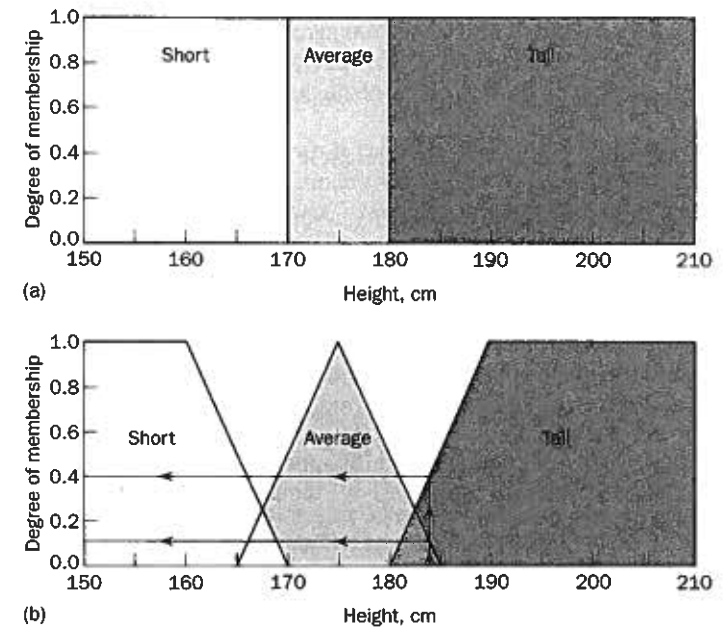 Degree of membership
1.0
0.8
0.6
0.4
0.2
0.0
Short
Average
Tall
150 160 170 180 190 200 210
(a)
Height, cm
Degree of membership
1.0
0.8
0.6
0.4
0.2
0.0
Short
Average
Tall
150 160 170 180 190 200 210
(b)
Height, cm